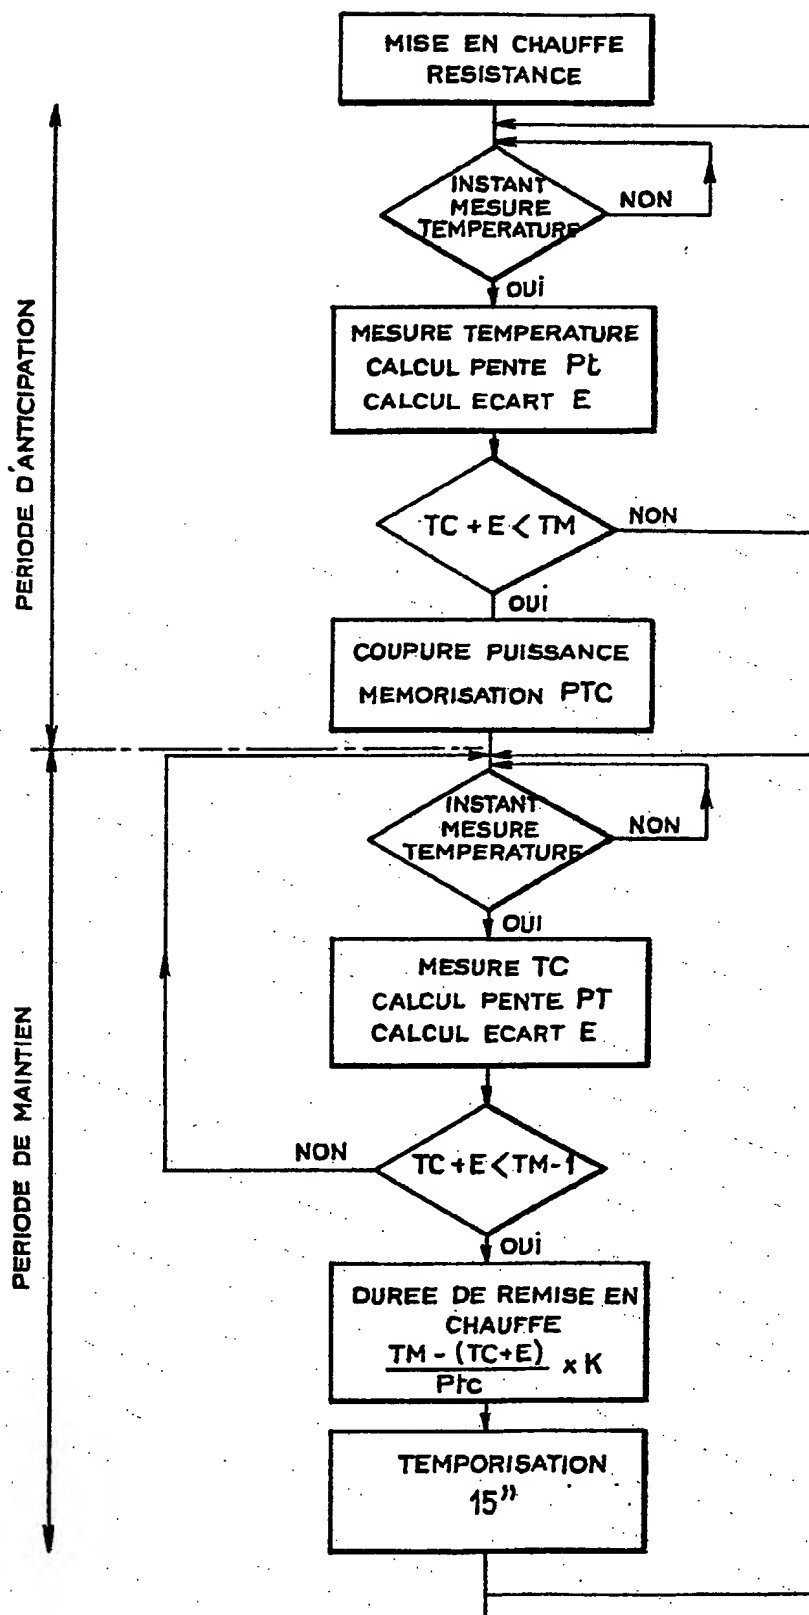 MISE EN CHAUFFE
RESISTANCE
INSTANT
MESURE
TEMPERATURE
NON
OUi
MESURE TEMPERATURE
CALCUL PENTE Pt
CALCUL ECART E
TC + E < TM
NON
OUi
COUPURE PUISSANCE
MEMORISATION PTC
PERIODE D'ANTICIPATION
INSTANT
MESURE
TEMPERATURE
NON
OUI
MESURE TC
CALCUL PENTE PT
CALCUL ECART E
TC + E < TM-1
NON
OUi
DUREE DE REMISE EN
CHAUFFE
TM - (TC+E)
Ptc
x K
TEMPORISATION
15"
PERIODE DE MAINTIEN